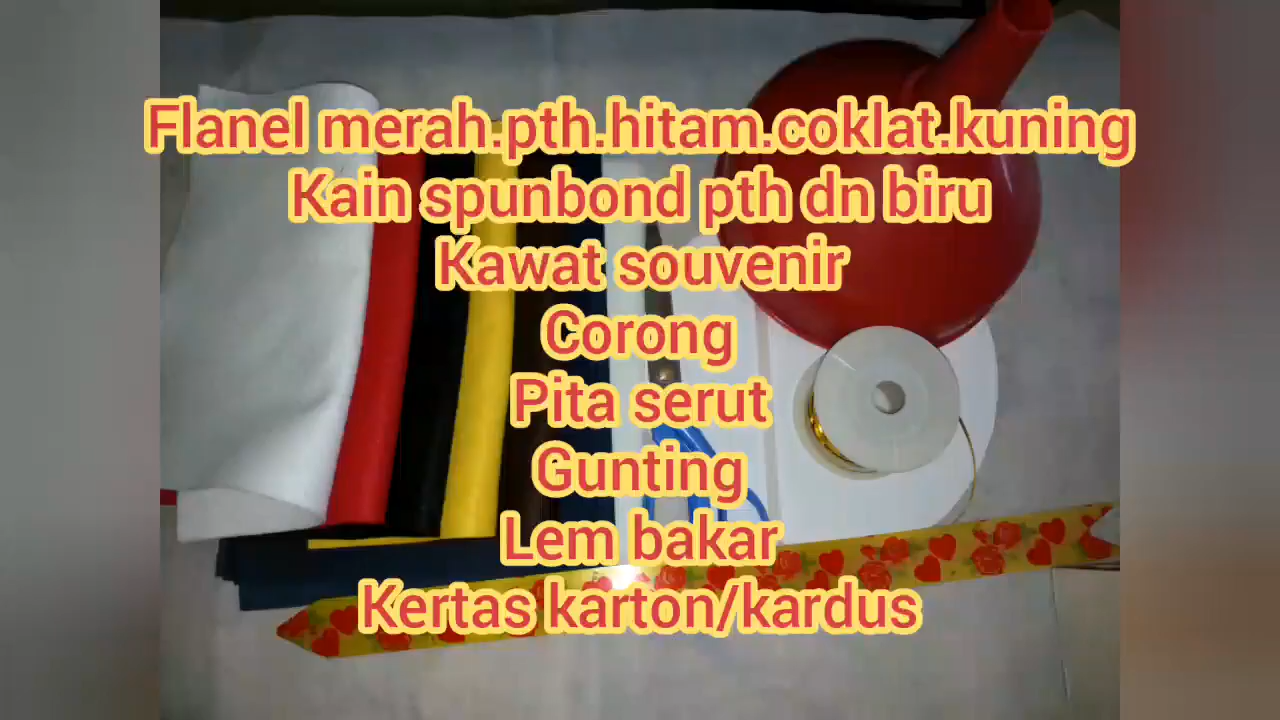 Flanel merah.pth.hitam.coklat.kuning
Kain spunbond pth dn biru
Kawat souvenir
Corong
Pita serut
Gunting
Lem bakar
Kertas karton/kardus